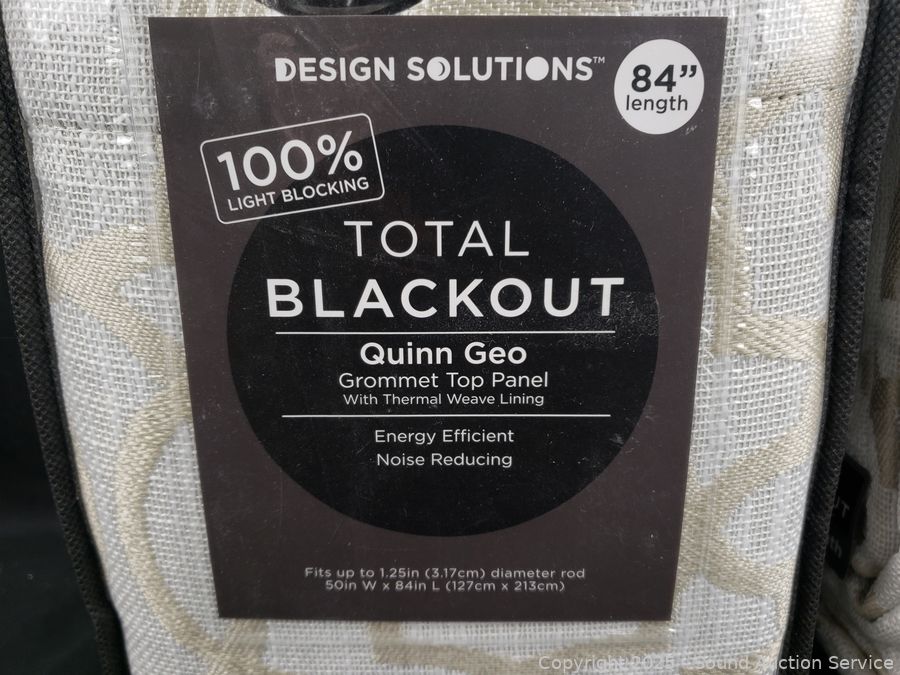 DESIGN SOLUTIONS™
84”
length
100%
LIGHT BLOCKING
TOTAL
BLACKOUT
Quinn Geo
Grommet Top Panel
With Thermal Weave Lining
Energy Efficient
Noise Reducing
Fits up to 1.25in (3.17cm) diameter rod
50in W x 84in L (127cm x 213cm)
Copyright 2025 - Sound Auction Service